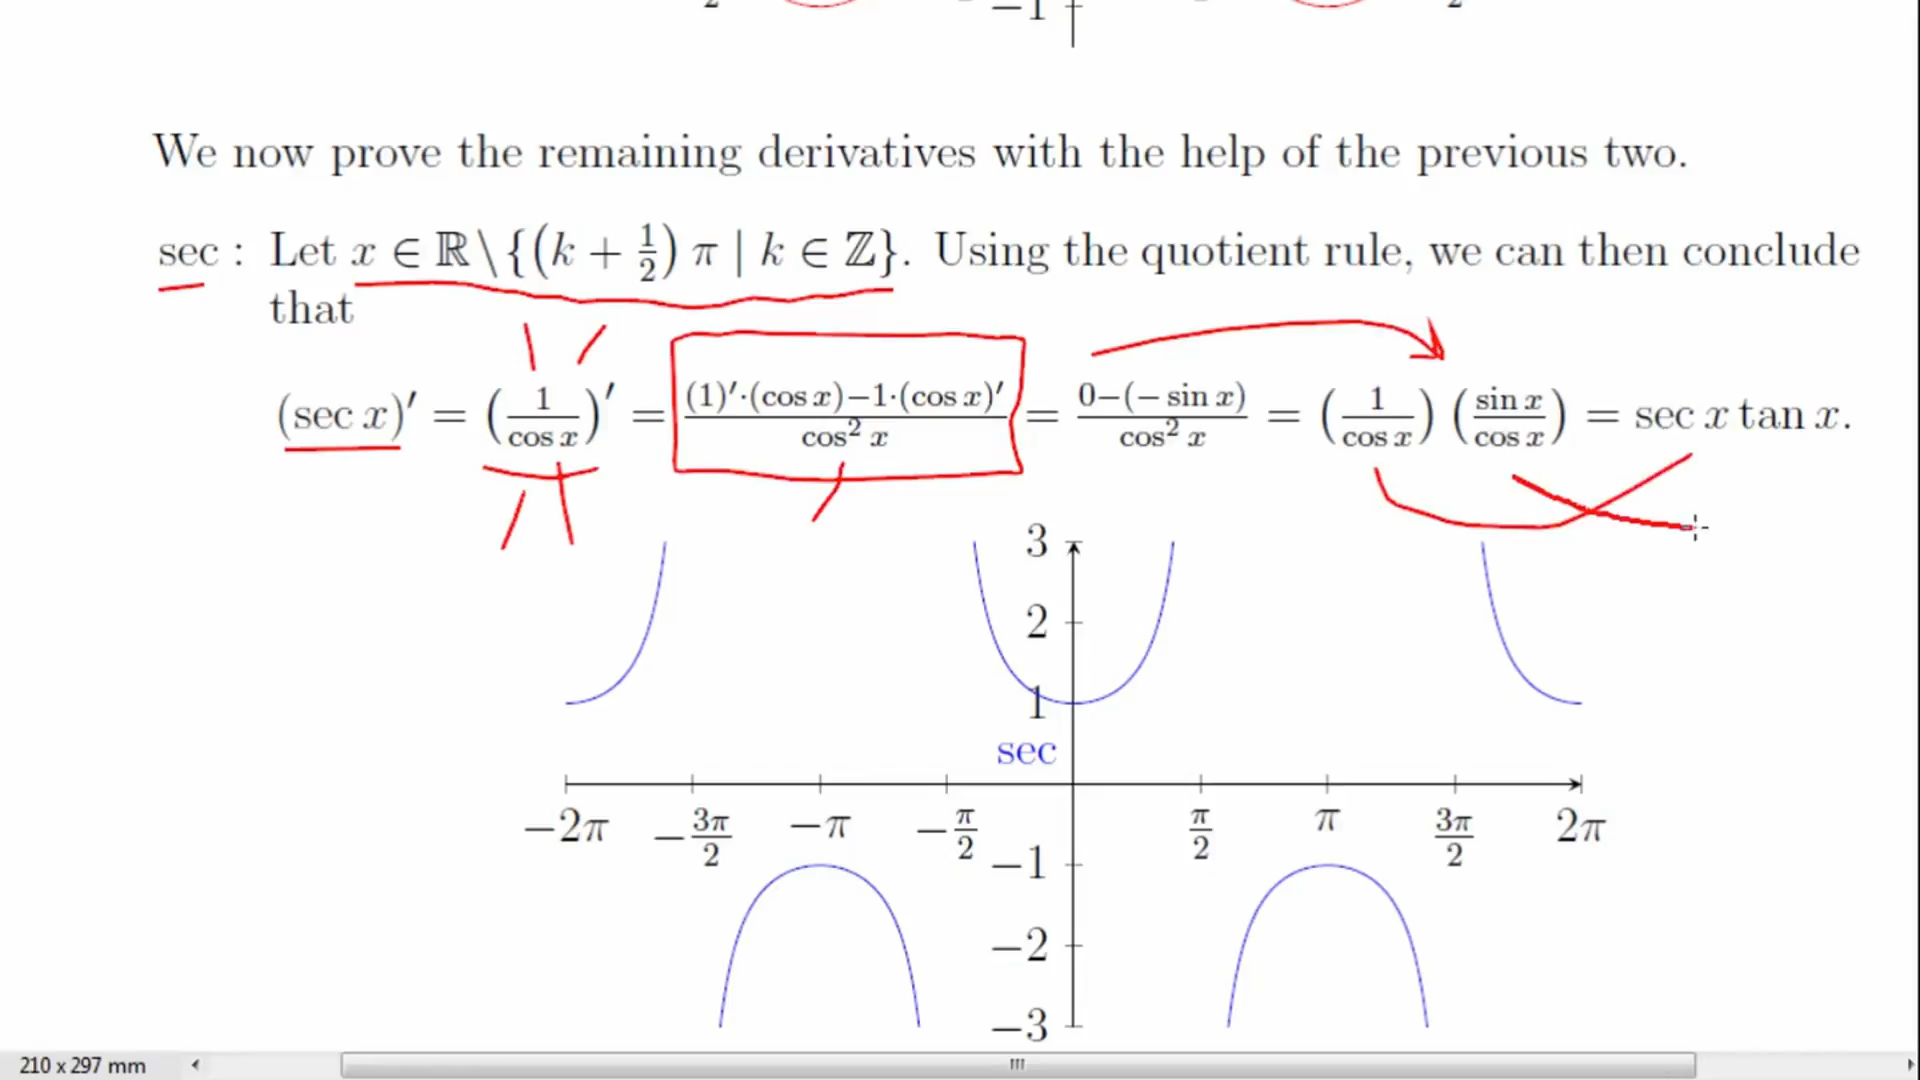 2 −1 2
We now prove the remaining derivatives with the help of the previous two.
sec : Let x ∈ ℝ\{(k + 1/2) π | k ∈ ℤ}. Using the quotient rule, we can then conclude
that
(sec x)′ = (1/cos x)′ = ((1)′·(cos x)−1·(cos x)′)/(cos² x) = (0−(− sin x))/(cos² x) = (1/cos x)(sin x/cos x) = sec x tan x.
3
2
1
sec
−2π −3π/2 −π −π/2 π/2 π 3π/2 2π
−1
−2
−3
210 x 297 mm